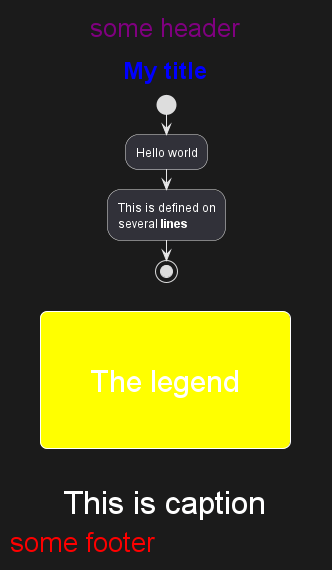 some header
My title
Hello world
This is defined on
several lines
The legend
This is caption
some footer